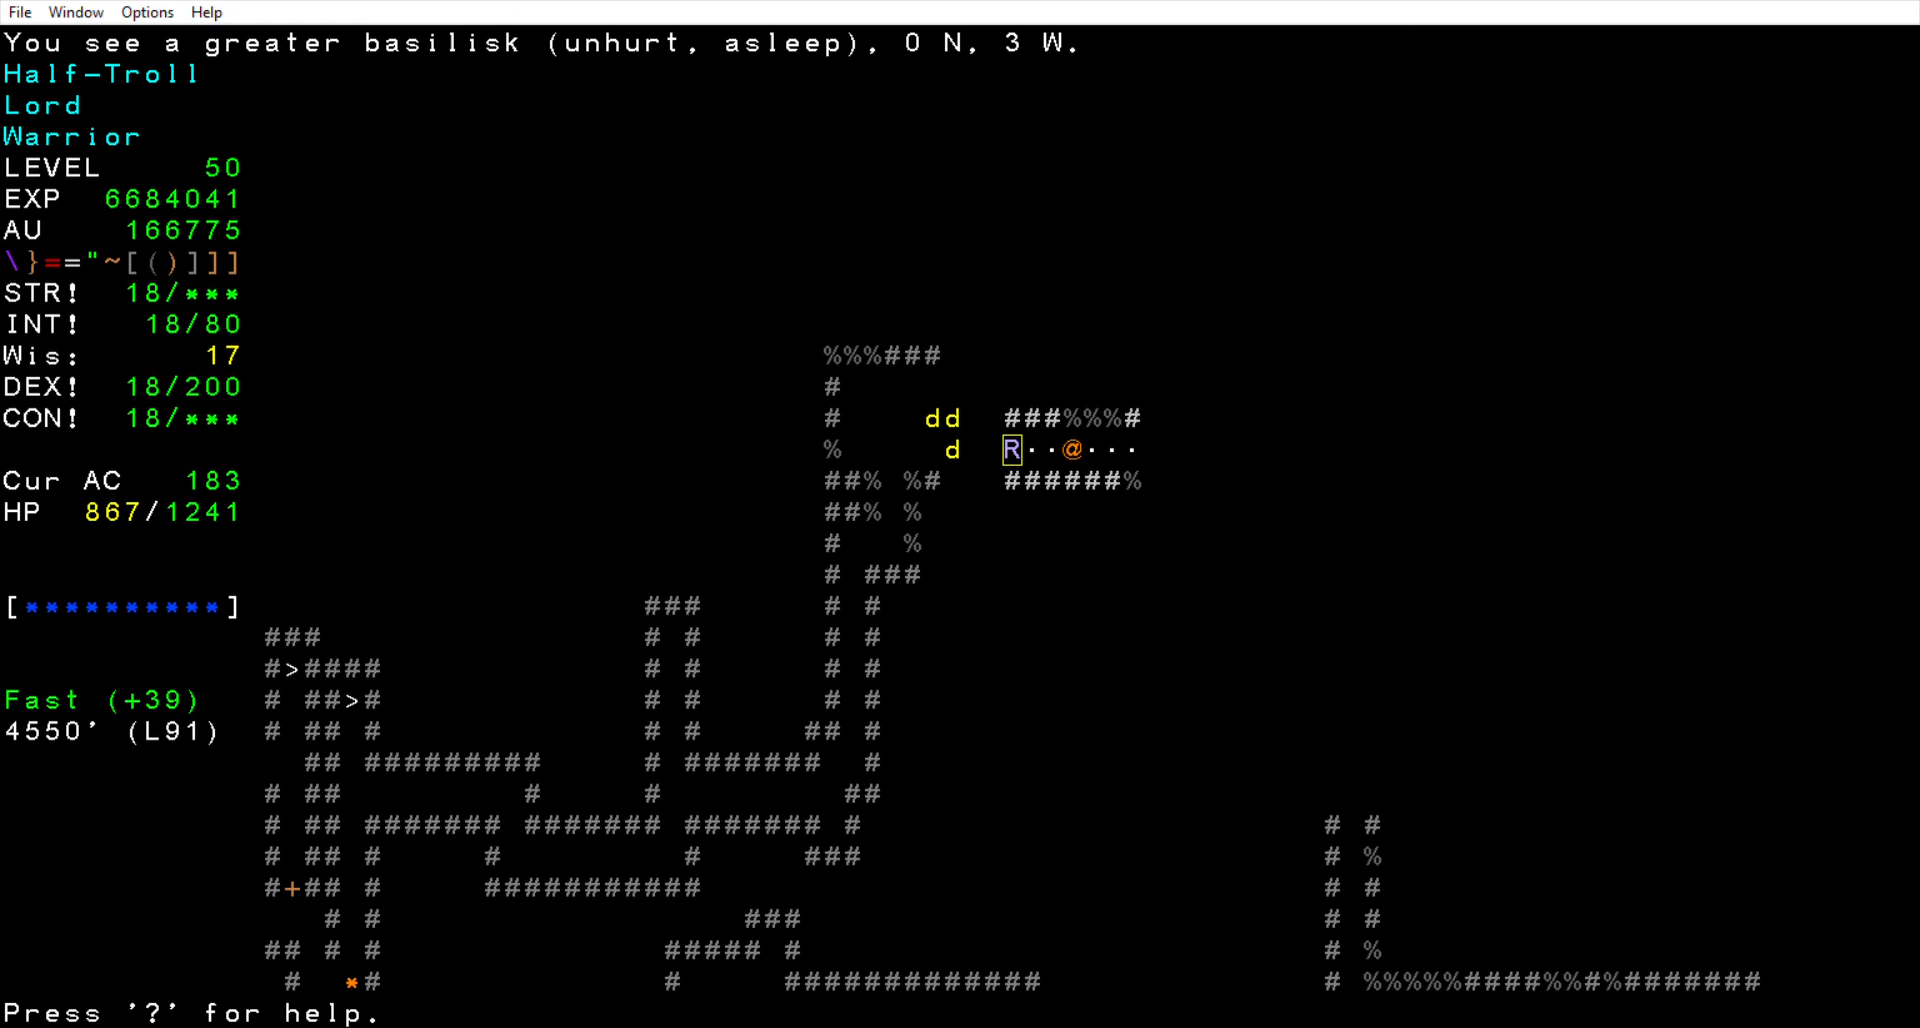 File Window Options Help
You see a greater basilisk (unhurt, asleep), 0 N, 3 W.
Half-Troll
Lord
Warrior
LEVEL 50
EXP 6684041
AU 166775
\}=="~[()]]]
STR! 18/***
INT! 18/80
Wis: 17
%%%###
DEX! 18/200 #
CON! 18/*** # dd ###%%%#
% d R··@···
Cur AC 183 ##% %# ######%
HP 867/1241 ##% %
# %
# ###
[**********] ### # #
### # # # #
#>#### # # # #
Fast (+39) # ##>#  # # # #
4550' (L91) # ## # # # ## #
## ######### # ####### #
# ## # # ##
# ## ####### ####### ####### # # #
# ## # # # ### # %
#+## # ########### # #
# # ### # #
## # # ##### # # %
# *# # ############# # %%%%%####%%#%#######
Press '?' for help.